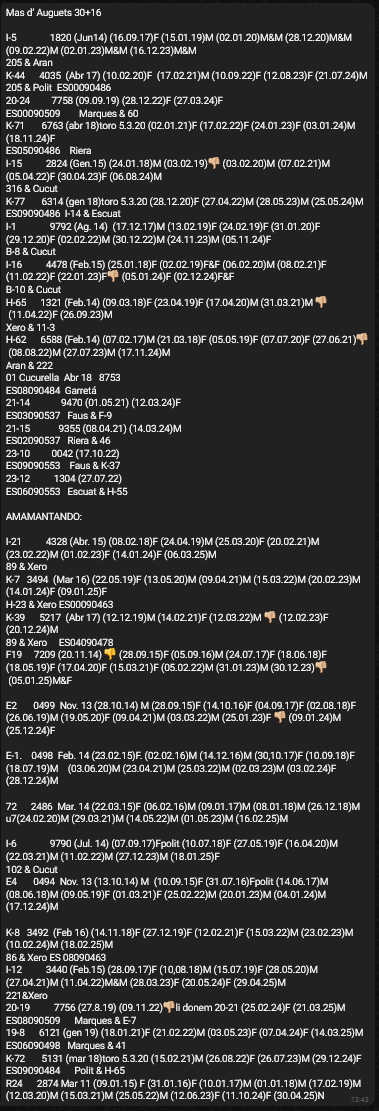 Mas d' Auguets 30+16
I-5 1820 (Jun14) (16.09.17)F (15.01.19)M (02.01.20)M&M (28.12.20)M&M
(09.02.22)M (02.01.23)M&M (16.12.23)M&M
205 & Aran
K-44 4035 (Abr 17) (10.02.20)F (17.02.21)M (10.09.22)F (12.08.23)F (21.07.24)M
205 & Polit ES00090486
20-24 7758 (09.09.19) (28.12.22)F (27.03.24)F
ES00090509 Marques & 60
K-71 6763 (abr 18)toro 5.3.20 (02.01.21)F (17.02.22)F (24.01.23)F (03.01.24)M
(18.11.24)F
ES05090486 Riera
I-15 2824 (Gen.15) (24.01.18)M (03.02.19)👎 (03.02.20)M (07.02.21)M
(05.04.22)F (30.04.23)F (06.08.24)M
316 & Cucut
K-77 6314 (gen 18)toro 5.3.20 (28.12.20)F (27.04.22)M (28.05.23)M (25.05.24)M
ES09090486 I-14 & Escuat
I-1 9792 (Ag. 14) (17.12.17)M (13.02.19)F (24.02.19)F (31.01.20)F
(29.12.20)F (02.02.22)M (30.12.22)M (24.11.23)M (05.11.24)F
B-8 & Cucut
I-16 4478 (Feb.15) (25.01.18)F (02.02.19)F&F (06.02.20)M (08.02.21)F
(11.02.22)F (22.01.23)F👎 (05.01.24)F (02.12.24)F&F
B-10 & Cucut
H-65 1321 (Feb.14) (09.03.18)F (23.04.19)F (17.04.20)M (31.03.21)M 👎
(11.04.22)F (26.09.23)M
Xero & 11-3
H-62 6588 (Feb.14) (07.02.17)M (21.03.18)F (05.05.19)F (07.07.20)F (27.06.21)👎
(08.08.22)M (27.07.23)M (17.11.24)M
Aran & 222
01 Cucurella Abr 18 8753
ES08090484 Garretá
21-14 9470 (01.05.21) (12.03.24)F
ES03090537 Faus & F-9
21-15 9355 (08.04.21) (14.03.24)M
ES02090537 Riera & 46
23-10 0042 (17.10.22)
ES09090553 Faus & K-37
23-12 1304 (27.07.22)
ES06090553 Escuat & H-55
AMAMANTANDO:
I-21 4328 (Abr. 15) (08.02.18)F (24.04.19)M (25.03.20)F (20.02.21)M
(23.02.22)M (01.02.23)F (14.01.24)F (06.03.25)M
89 & Xero
K-7 3494 (Mar 16) (22.05.19)F (13.05.20)M (09.04.21)M (15.03.22)M (20.02.23)M
(14.01.24)F (09.01.25)F
H-23 & Xero ES00090463
K-39 5217 (Abr 17) (12.12.19)M (14.02.21)F (12.03.22)M 👎 (12.02.23)F
(20.12.24)M
89 & Xero ES04090478
F19 7209 (20.11.14) 👎 (28.09.15)F (05.09.16)M (24.07.17)F (18.06.18)F
(18.05.19)F (17.04.20)F (15.03.21)F (05.02.22)M (31.01.23)M (30.12.23)👎
(05.01.25)M&F
E2 0499 Nov. 13 (28.10.14) M (28.09.15)F (14.10.16)F (04.09.17)F (02.08.18)F
(26.06.19)M (19.05.20)F (09.04.21)M (03.03.22)M (25.01.23)F 👎 (09.01.24)M
(25.12.24)F
E-1. 0498 Feb. 14 (23.02.15)F. (02.02.16)M (14.12.16)M (30,10.17)F (10.09.18)F
(18.07.19)M (03.06.20)M (23.04.21)M (25.03.22)M (02.03.23)M (03.02.24)F
(28.12.24)M
72 2486 Mar. 14 (22.03.15)F (06.02.16)M (09.01.17)M (08.01.18)M (26.12.18)M
u7(24.02.20)M (29.03.21)M (14.05.22)M (01.05.23)M (16.02.25)M
I-6 9790 (Jul. 14) (07.09.17)Fpolit (10.07.18)F (27.05.19)F (16.04.20)M
(22.03.21)M (11.02.22)M (27.12.23)M (18.01.25)F
102 & Cucut
E4 0494 Nov. 13 (13.10.14) M (10.09.15)F (31.07.16)Fpolit (14.06.17)M
(08.06.18)M (09.05.19)F (01.03.21)F (25.02.22)M (20.01.23)M (04.01.24)M
(17.12.24)M
K-8 3492 (Feb 16) (14.11.18)F (27.12.19)F (12.02.21)F (15.03.22)M (23.02.23)M
(10.02.24)M (18.02.25)M
86 & Xero ES 08090463
I-12 3440 (Feb.15) (28.09.17)F (10,08.18)M (15.07.19)F (28.05.20)M
(27.04.21)M (11.04.22)M&M (28.03.23)F (20.05.24)F (29.04.25)M
221&Xero
20-19 7756 (27.8.19) (09.11.22)👎li donem 20-21 (25.02.24)F (21.03.25)M
ES08090509 Marques & E-7
19-8 6121 (gen 19) (18.01.21)F (21.02.22)M (03.05.23)F (07.04.24)F (14.03.25)M
ES06090498 Marques & 41
K-72 5131 (mar 18)toro 5.3.20 (15.02.21)M (26.08.22)F (26.07.23)M (29.12.24)F
ES09090484 Polit & H-65
R24 2874 Mar 11 (09.01.15) F (31.01.16)F (10.01.17)M (01.01.18)M (17.02.19)M
(12.03.20)M (15.03.21)M (25.05.22)M (12.06.23)F (11.10.24)F (30.04.25)N
13:43